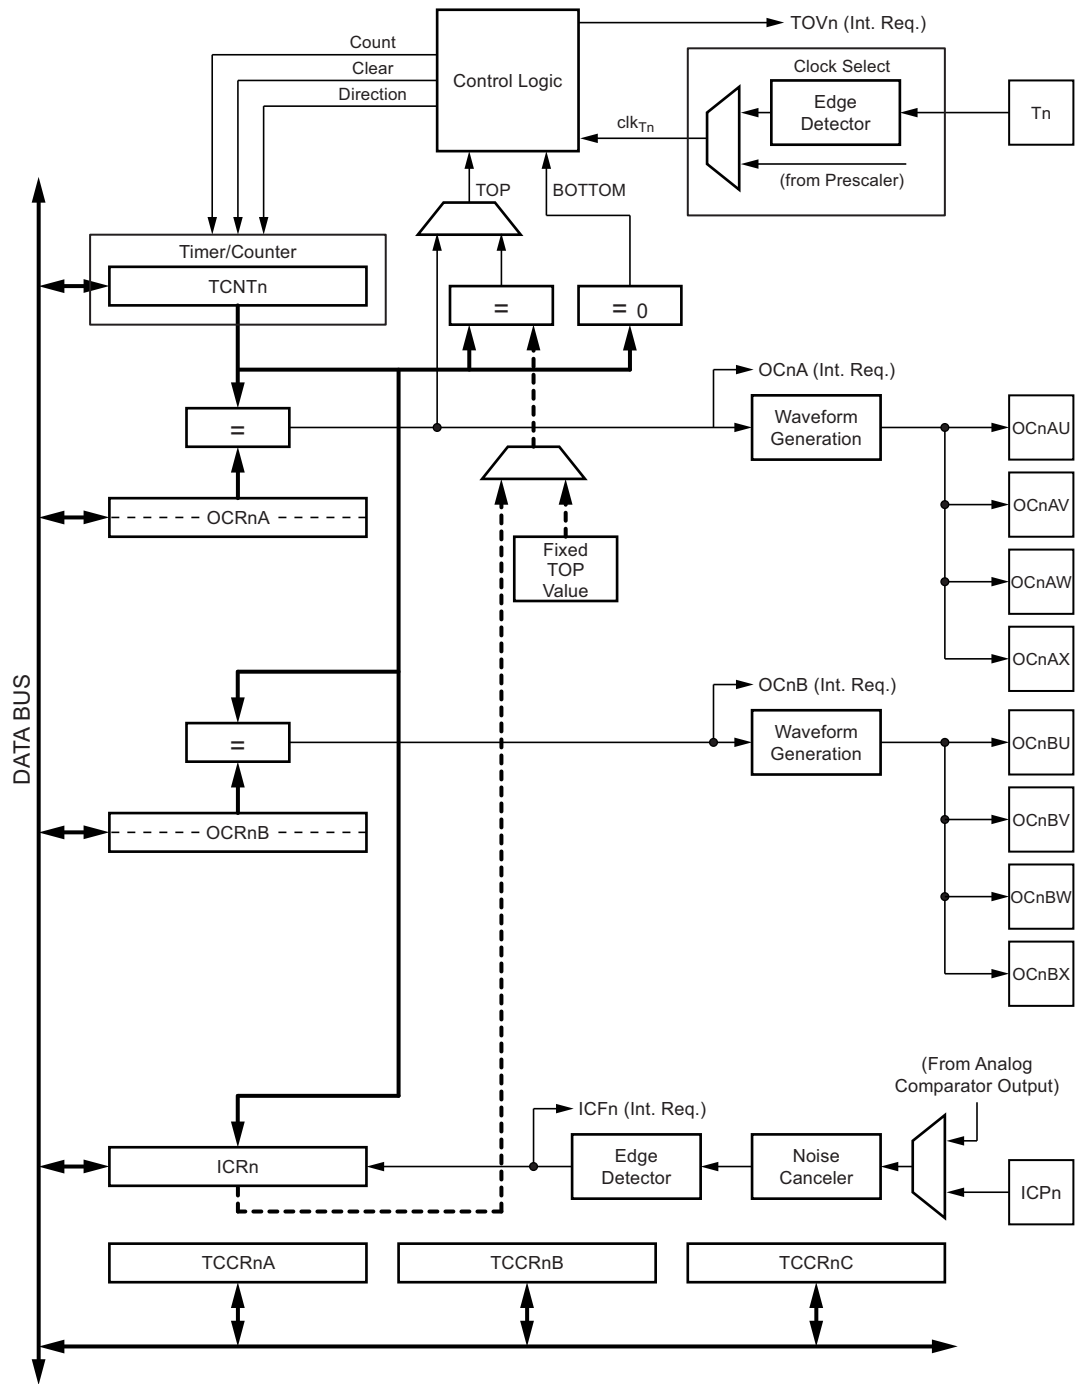 TOVn (Int. Req.)
Count
Clear
Direction
Control Logic
Clock Select
Edge
Detector
Tn
clkTn
(from Prescaler)
TOP
BOTTOM
Timer/Counter
TCNTn
=
= 0
OCnA (Int. Req.)
=
Waveform
Generation
OCnAU
OCRnA
OCnAV
Fixed
TOP
Value
OCnAW
OCnAX
DATA BUS
OCnB (Int. Req.)
=
Waveform
Generation
OCnBU
OCRnB
OCnBV
OCnBW
OCnBX
(From Analog
Comparator Output)
ICFn (Int. Req.)
ICRn
Edge
Detector
Noise
Canceler
ICPn
TCCRnA
TCCRnB
TCCRnC